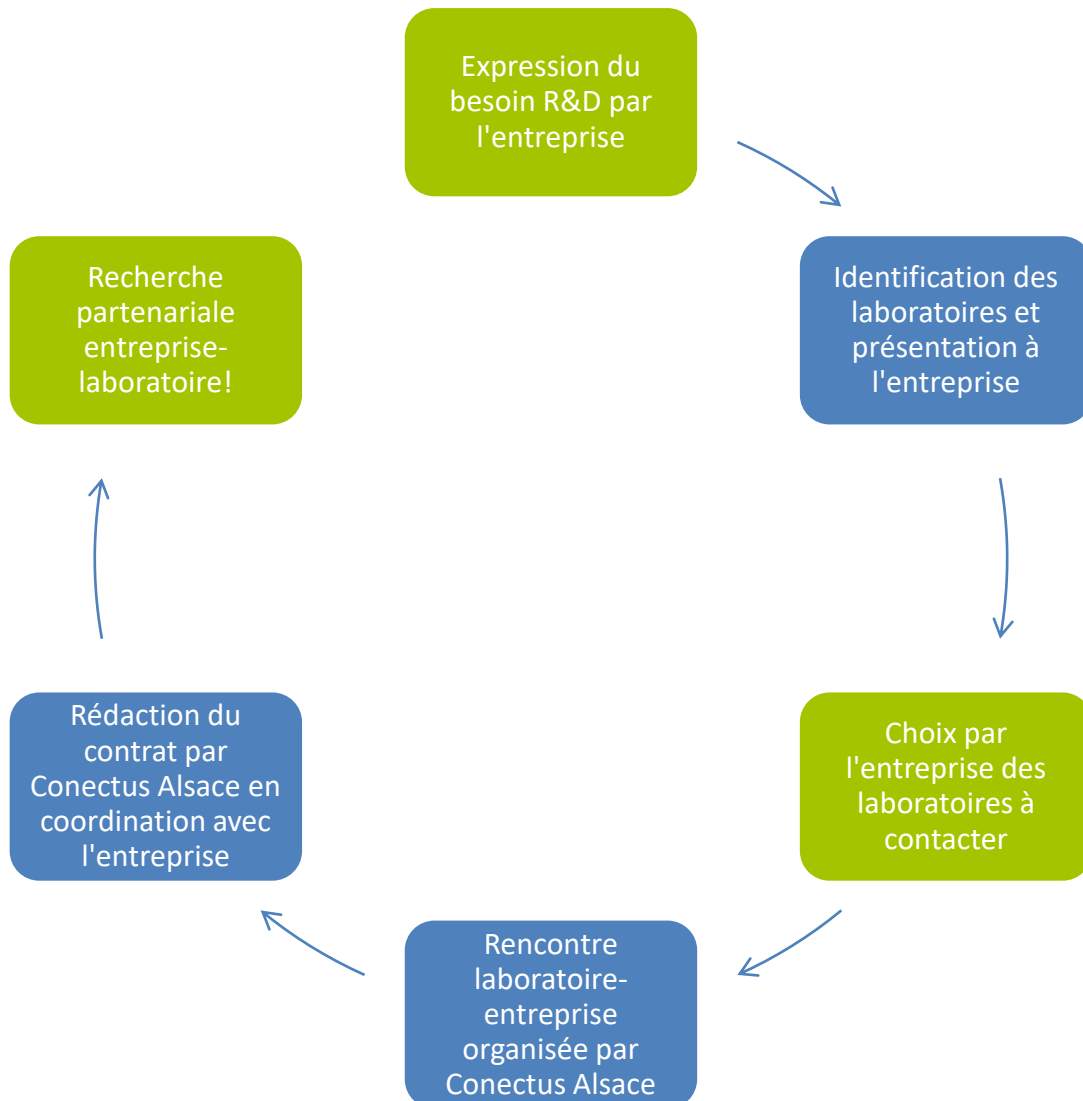 Expression du
besoin R&D par
l'entreprise
Identification des
laboratoires et
présentation à
l'entreprise
Choix par
l'entreprise des
laboratoires à
contacter
Rencontre
laboratoire-
entreprise
organisée par
Conectus Alsace
Rédaction du
contrat par
Conectus Alsace en
coordination avec
l'entreprise
Recherche
partenariale
entreprise-
laboratoire!